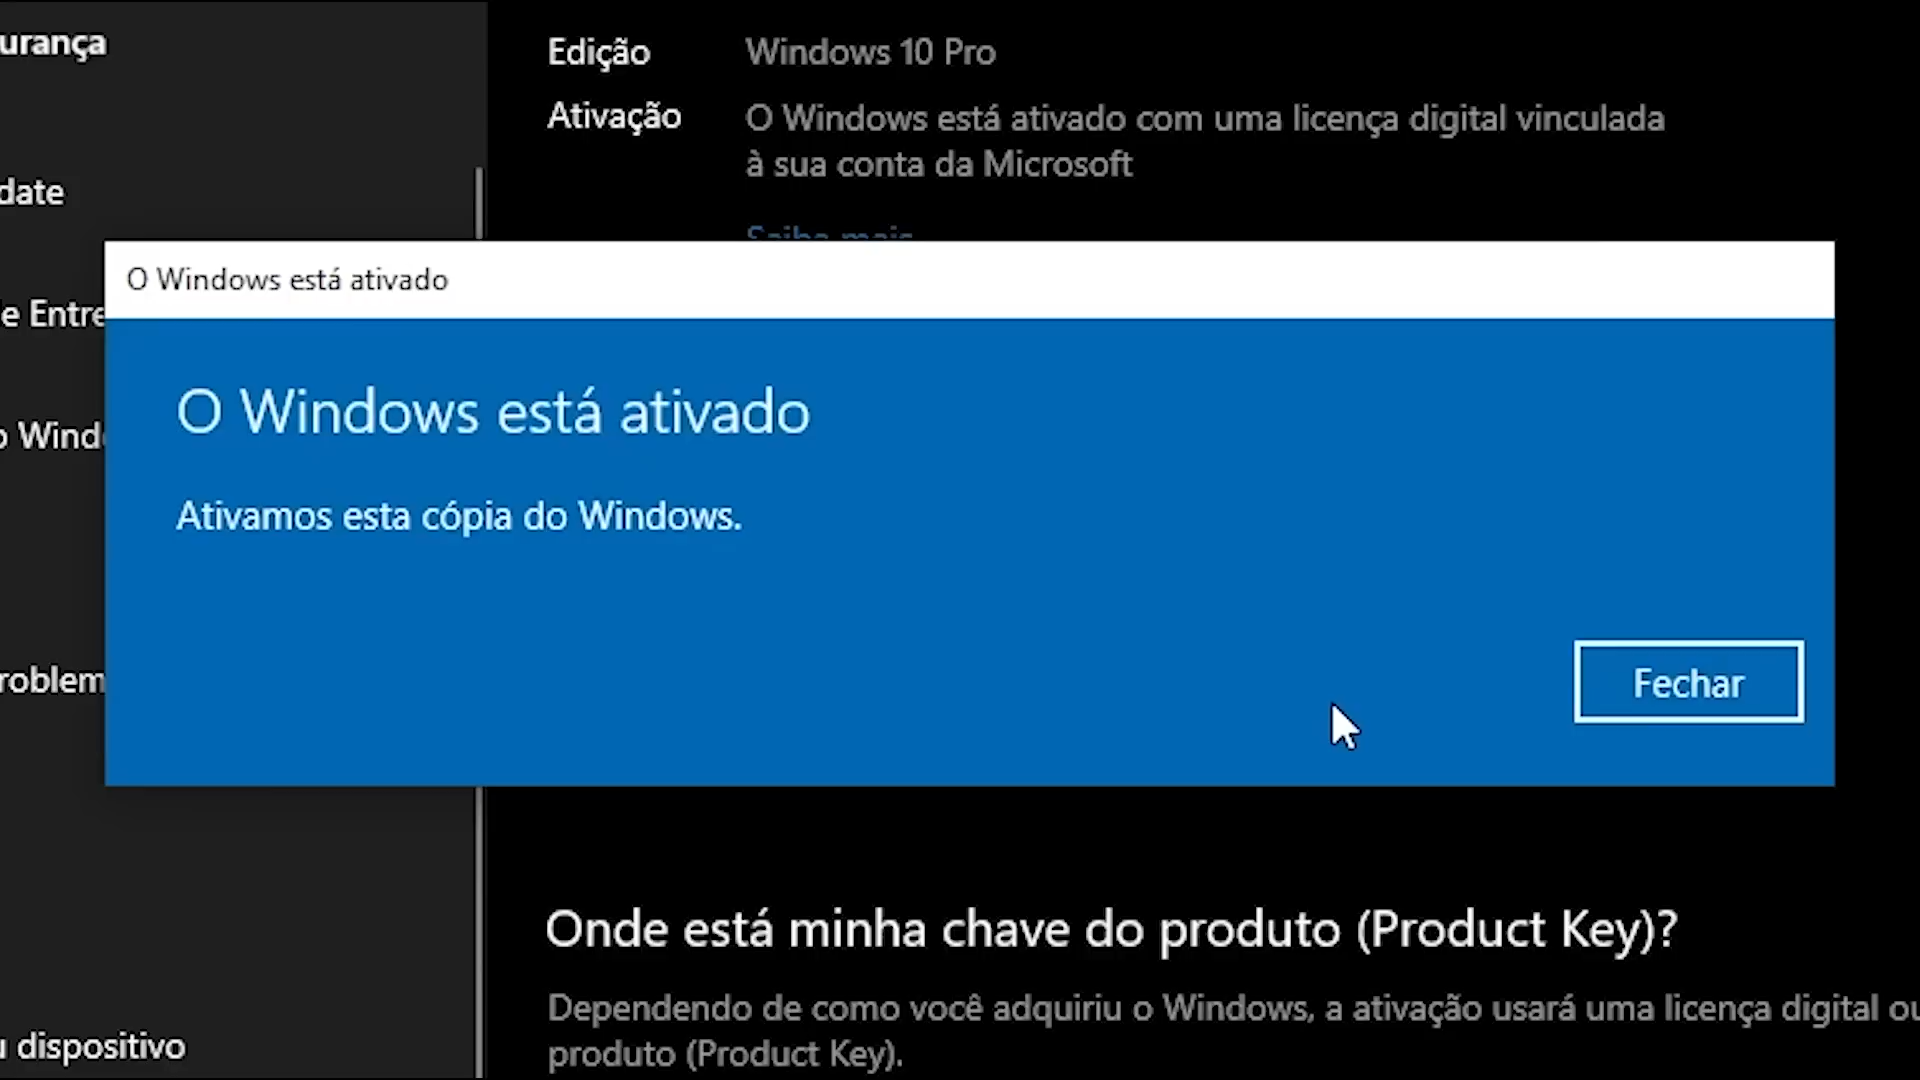 urança
date
e Entre
o Wind
roblem
u dispositivo
Edição Windows 10 Pro
Ativação O Windows está ativado com uma licença digital vinculada
à sua conta da Microsoft
Saiba mais
O Windows está ativado
O Windows está ativado
Ativamos esta cópia do Windows.
Fechar
Onde está minha chave do produto (Product Key)?
Dependendo de como você adquiriu o Windows, a ativação usará uma licença digital ou
produto (Product Key).